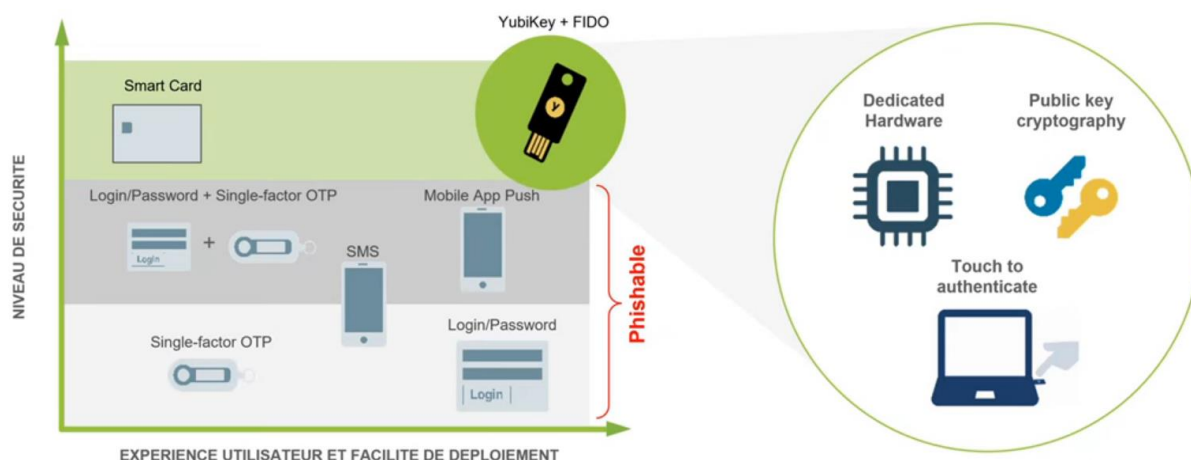 YubiKey + FIDO
Smart Card
Y
Login/Password + Single-factor OTP
Mobile App Push
+
Login
SMS
Single-factor OTP
Login/Password
Login
Phishable
NIVEAU DE SECURITE
EXPERIENCE UTILISATEUR ET FACILITE DE DEPLOIEMENT
Dedicated
Hardware
Public key
cryptography
Touch to
authenticate